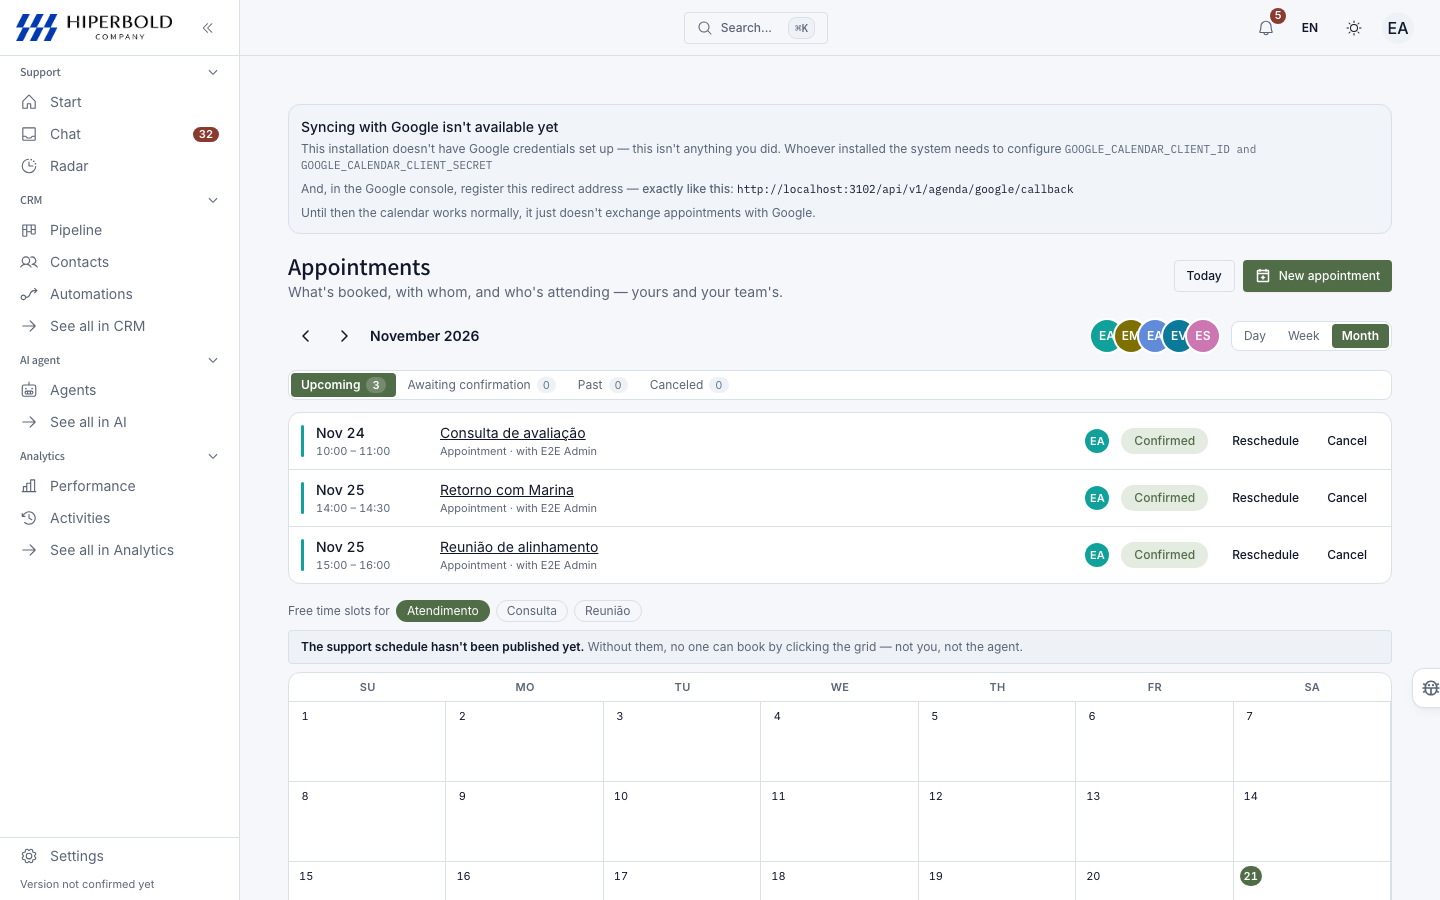 HIPERBOLD
COMPANY
Search...
⌘K
5
EN
EA
Support
Start
Chat
32
Radar
CRM
Pipeline
Contacts
Automations
See all in CRM
AI agent
Agents
See all in AI
Analytics
Performance
Activities
See all in Analytics
Settings
Version not confirmed yet
Syncing with Google isn't available yet
This installation doesn't have Google credentials set up — this isn't anything you did. Whoever installed the system needs to configure GOOGLE_CALENDAR_CLIENT_ID and
GOOGLE_CALENDAR_CLIENT_SECRET
And, in the Google console, register this redirect address — exactly like this: http://localhost:3102/api/v1/agenda/google/callback
Until then the calendar works normally, it just doesn't exchange appointments with Google.
Appointments
What's booked, with whom, and who's attending — yours and your team's.
Today
New appointment
November 2026
EA EM EA EV ES
Day Week Month
Upcoming 3 Awaiting confirmation 0 Past 0 Canceled 0
Nov 24 Consulta de avaliação
10:00 – 11:00 Appointment · with E2E Admin
EA Confirmed Reschedule Cancel
Nov 25 Retorno com Marina
14:00 – 14:30 Appointment · with E2E Admin
EA Confirmed Reschedule Cancel
Nov 25 Reunião de alinhamento
15:00 – 16:00 Appointment · with E2E Admin
EA Confirmed Reschedule Cancel
Free time slots for Atendimento Consulta Reunião
The support schedule hasn't been published yet. Without them, no one can book by clicking the grid — not you, not the agent.
SU MO TU WE TH FR SA
1 2 3 4 5 6 7
8 9 10 11 12 13 14
15 16 17 18 19 20 21